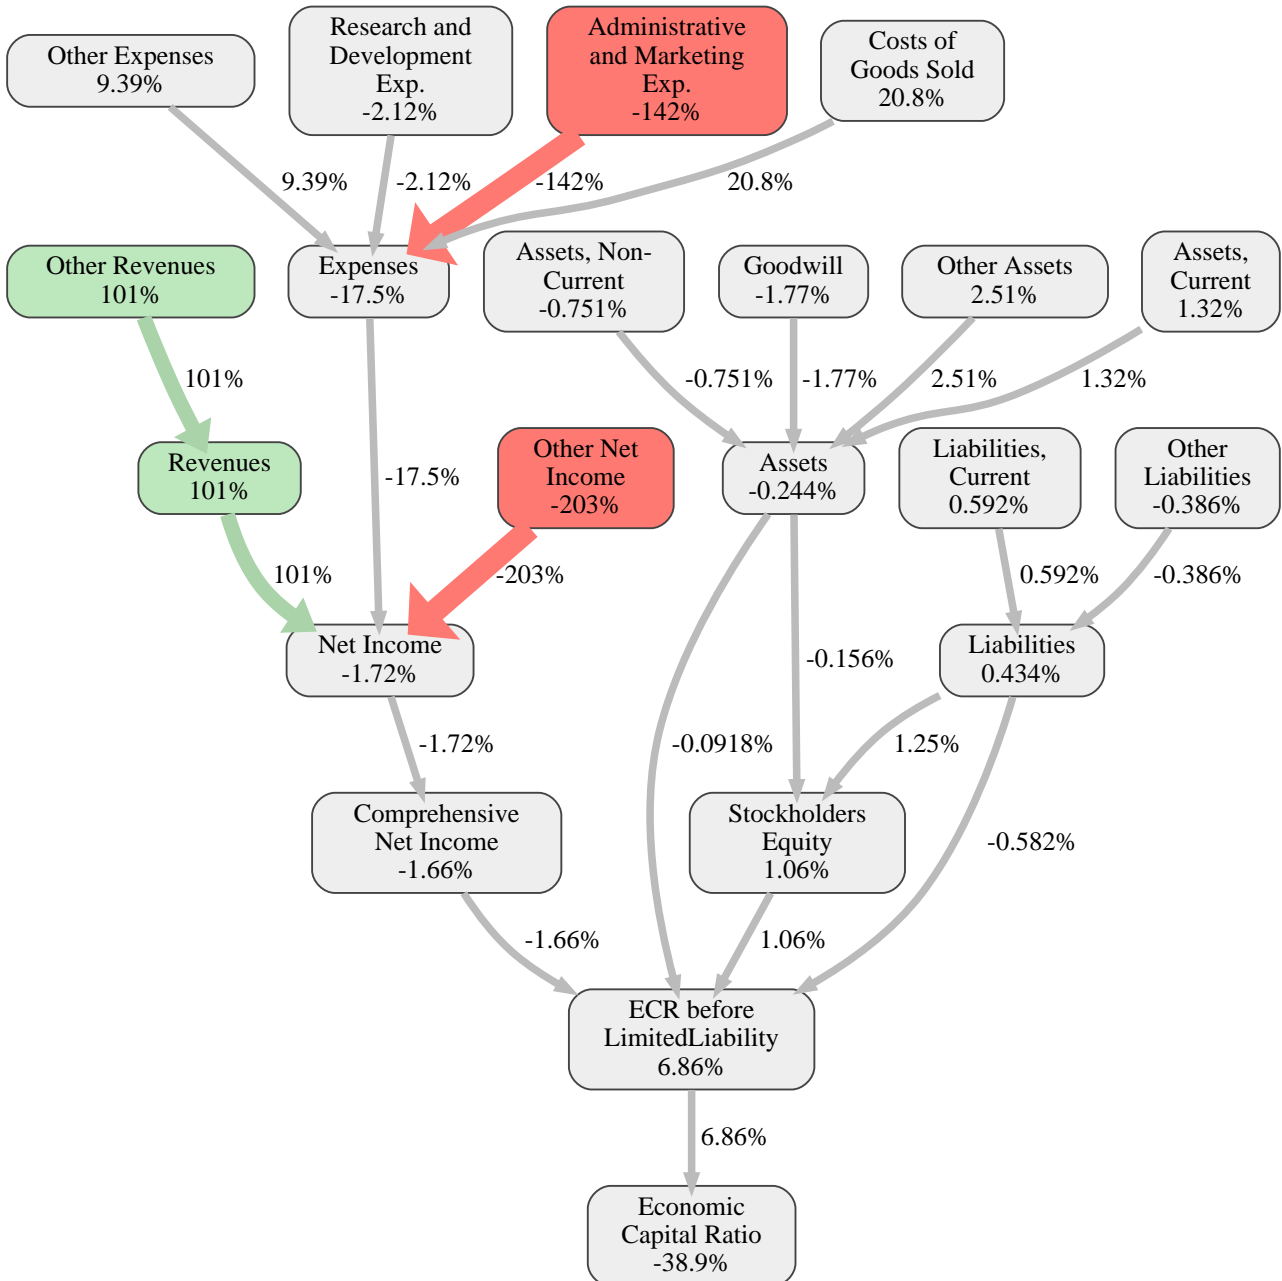 Other Expenses
9.39%
Research and
Development
Exp.
-2.12%
Administrative
and Marketing
Exp.
-142%
Costs of
Goods Sold
20.8%
9.39%
-2.12%
-142%
20.8%
Other Revenues
101%
Expenses
-17.5%
Assets, Non-
Current
-0.751%
Goodwill
-1.77%
Other Assets
2.51%
Assets,
Current
1.32%
101%
-0.751%
-1.77%
2.51%
1.32%
Revenues
101%
-17.5%
Other Net
Income
-203%
Assets
-0.244%
Liabilities,
Current
0.592%
Other
Liabilities
-0.386%
101%
-203%
0.592%
-0.386%
Net Income
-1.72%
-0.156%
Liabilities
0.434%
-1.72%
-0.0918%
1.25%
Comprehensive
Net Income
-1.66%
Stockholders
Equity
1.06%
-0.582%
-1.66%
1.06%
ECR before
LimitedLiability
6.86%
6.86%
Economic
Capital Ratio
-38.9%